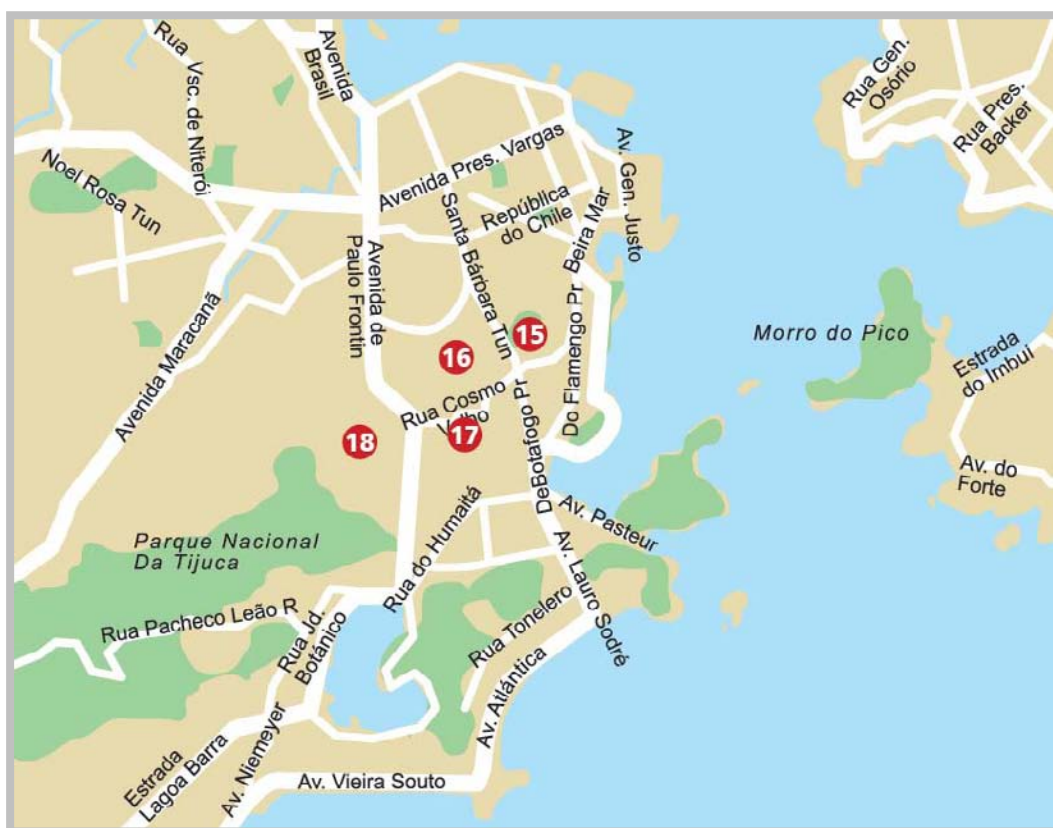 Rua Vsc. de Niterói
Avenida
Brasil
Rua Gen.
Osório
Rua Pres.
Backer
Noel Rosa Tun
Avenida Pres. Vargas
Av. Gen. Justo
Santa Bárbara Tun
República
do Chile
Beira Mar
Avenida de
Paulo Frontin
Avenida Maracanã
Do Flamengo Pr
15
16
Morro do Pico
Estrada
do Imbui
Rua Cosmo
Velho
17
18
DeBotafogo Pr
Av. do
Forte
Parque Nacional
Da Tijuca
Rua do Humaitá
Av. Pasteur
Av. Lauro Sodré
Rua Pacheco Leão R
Rua Jd.
Botánico
Rua Tonelero
Av. Atlántica
Estrada
Lagoa Barra
Av. Niemeyer
Av. Vieira Souto